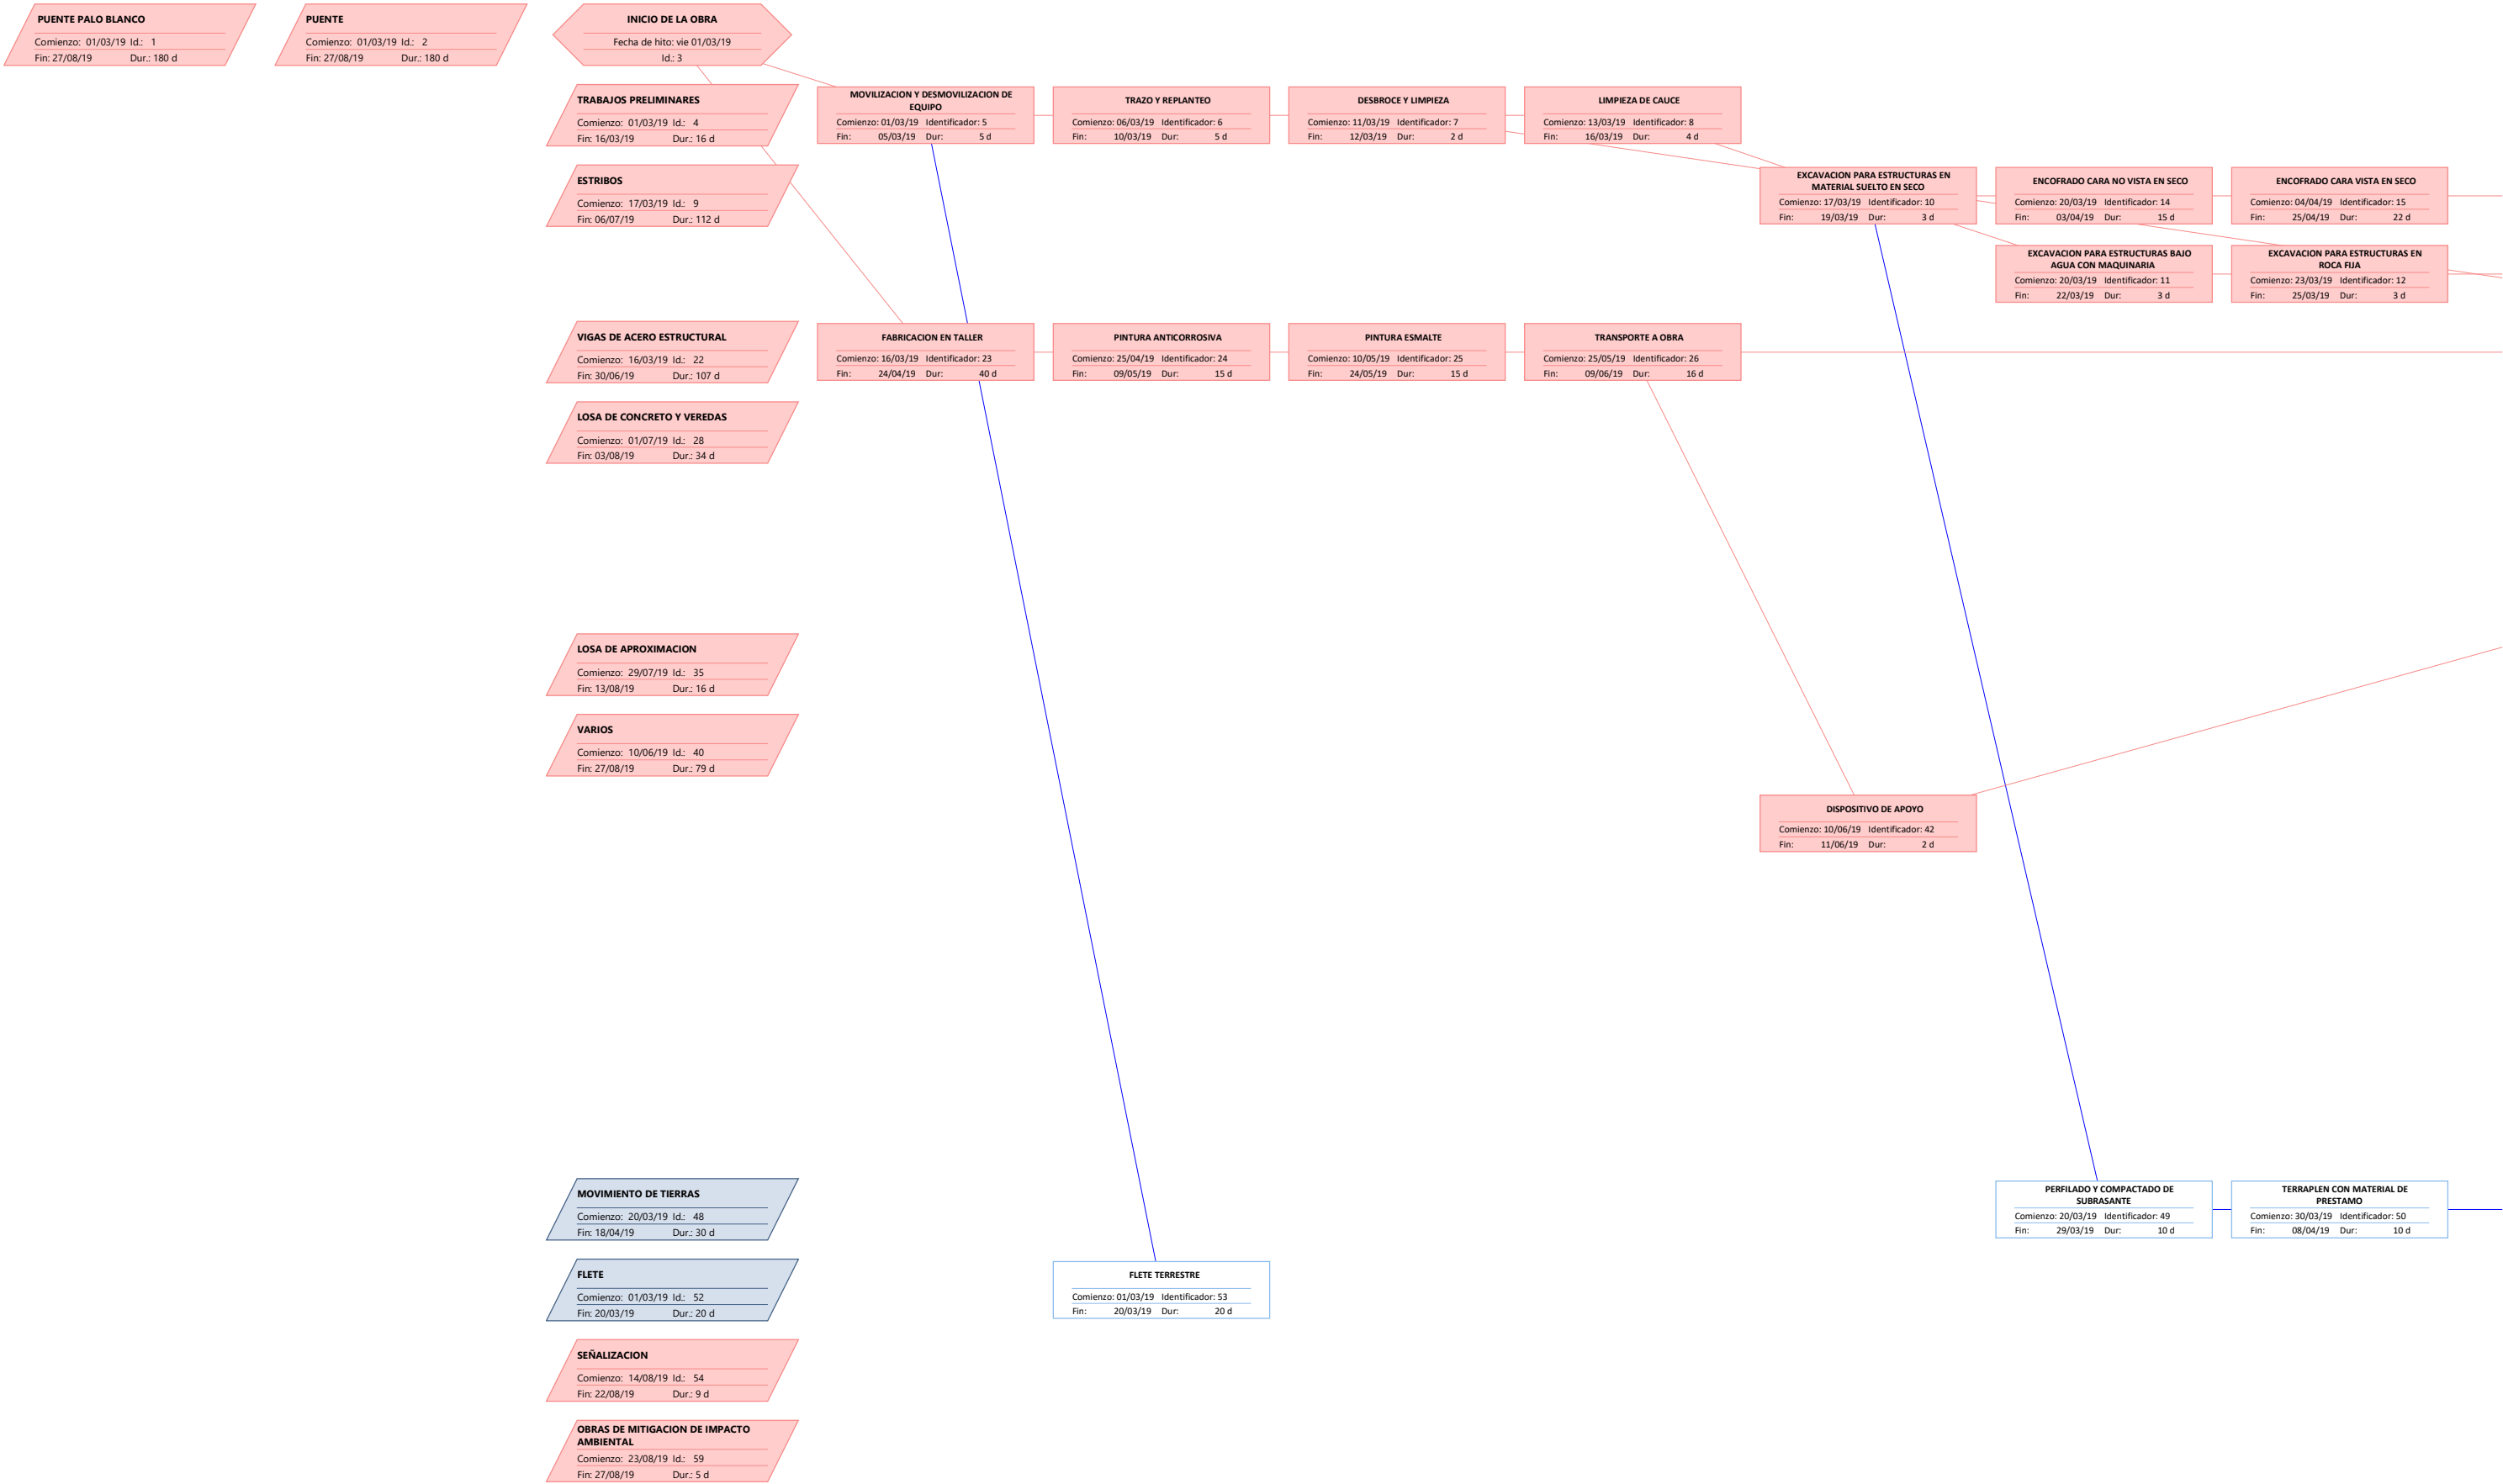 PUENTE PALO BLANCO
Comienzo: 01/03/19 Id.: 1
Fin: 27/08/19 Dur.: 180 d
PUENTE
Comienzo: 01/03/19 Id.: 2
Fin: 27/08/19 Dur.: 180 d
INICIO DE LA OBRA
Fecha de hito: vie 01/03/19
Id.: 3
TRABAJOS PRELIMINARES
Comienzo: 01/03/19 Id.: 4
Fin: 16/03/19 Dur.: 16 d
MOVILIZACION Y DESMOVILIZACION DE
EQUIPO
Comienzo: 01/03/19 Identificador: 5
Fin: 05/03/19 Dur: 5 d
TRAZO Y REPLANTEO
Comienzo: 06/03/19 Identificador: 6
Fin: 10/03/19 Dur: 5 d
DESBROCE Y LIMPIEZA
Comienzo: 11/03/19 Identificador: 7
Fin: 12/03/19 Dur: 2 d
LIMPIEZA DE CAUCE
Comienzo: 13/03/19 Identificador: 8
Fin: 16/03/19 Dur: 4 d
ESTRIBOS
Comienzo: 17/03/19 Id.: 9
Fin: 06/07/19 Dur.: 112 d
EXCAVACION PARA ESTRUCTURAS EN
MATERIAL SUELTO EN SECO
Comienzo: 17/03/19 Identificador: 10
Fin: 19/03/19 Dur: 3 d
ENCOFRADO CARA NO VISTA EN SECO
Comienzo: 20/03/19 Identificador: 14
Fin: 03/04/19 Dur: 15 d
ENCOFRADO CARA VISTA EN SECO
Comienzo: 04/04/19 Identificador: 15
Fin: 25/04/19 Dur: 22 d
EXCAVACION PARA ESTRUCTURAS BAJO
AGUA CON MAQUINARIA
Comienzo: 20/03/19 Identificador: 11
Fin: 22/03/19 Dur: 3 d
EXCAVACION PARA ESTRUCTURAS EN
ROCA FIJA
Comienzo: 23/03/19 Identificador: 12
Fin: 25/03/19 Dur: 3 d
VIGAS DE ACERO ESTRUCTURAL
Comienzo: 16/03/19 Id.: 22
Fin: 30/06/19 Dur.: 107 d
FABRICACION EN TALLER
Comienzo: 16/03/19 Identificador: 23
Fin: 24/04/19 Dur: 40 d
PINTURA ANTICORROSIVA
Comienzo: 25/04/19 Identificador: 24
Fin: 09/05/19 Dur: 15 d
PINTURA ESMALTE
Comienzo: 10/05/19 Identificador: 25
Fin: 24/05/19 Dur: 15 d
TRANSPORTE A OBRA
Comienzo: 25/05/19 Identificador: 26
Fin: 09/06/19 Dur: 16 d
LOSA DE CONCRETO Y VEREDAS
Comienzo: 01/07/19 Id.: 28
Fin: 03/08/19 Dur.: 34 d
LOSA DE APROXIMACION
Comienzo: 29/07/19 Id.: 35
Fin: 13/08/19 Dur.: 16 d
VARIOS
Comienzo: 10/06/19 Id.: 40
Fin: 27/08/19 Dur.: 79 d
DISPOSITIVO DE APOYO
Comienzo: 10/06/19 Identificador: 42
Fin: 11/06/19 Dur: 2 d
MOVIMIENTO DE TIERRAS
Comienzo: 20/03/19 Id.: 48
Fin: 18/04/19 Dur.: 30 d
PERFILADO Y COMPACTADO DE
SUBRASANTE
Comienzo: 20/03/19 Identificador: 49
Fin: 29/03/19 Dur: 10 d
TERRAPLEN CON MATERIAL DE
PRESTAMO
Comienzo: 30/03/19 Identificador: 50
Fin: 08/04/19 Dur: 10 d
FLETE
Comienzo: 01/03/19 Id.: 52
Fin: 20/03/19 Dur.: 20 d
FLETE TERRESTRE
Comienzo: 01/03/19 Identificador: 53
Fin: 20/03/19 Dur: 20 d
SEÑALIZACION
Comienzo: 14/08/19 Id.: 54
Fin: 22/08/19 Dur.: 9 d
OBRAS DE MITIGACION DE IMPACTO
AMBIENTAL
Comienzo: 23/08/19 Id.: 59
Fin: 27/08/19 Dur.: 5 d